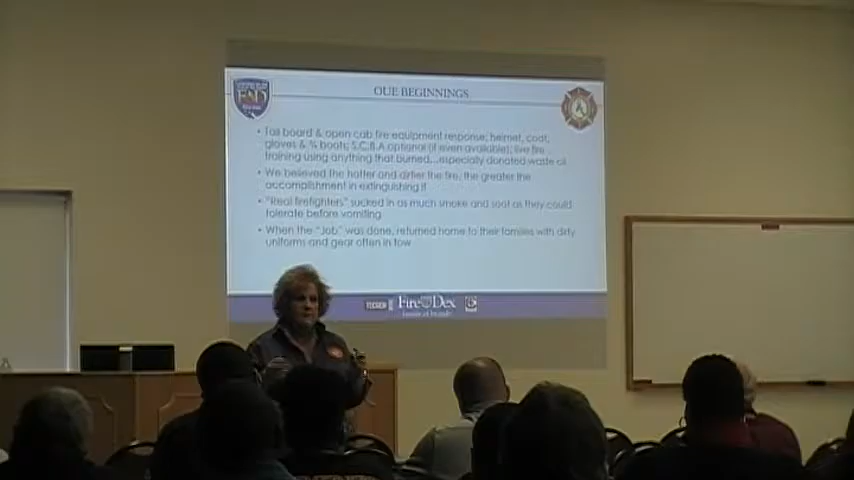 OUR BEGINNINGS
• Tail board & open cab fire equipment response; helmet, coat,
gloves & ¾ boots; S.C.B.A optional (if even available); live fire
training using anything that burned...especially donated waste oil
• We believed the hotter and dirtier the fire, the greater the
accomplishment in extinguishing it
• "Real firefighters" sucked in as much smoke and soot as they could
tolerate before vomiting
• When the "Job" was done, returned home to their families with dirty
uniforms and gear often in tow
Fire Dex